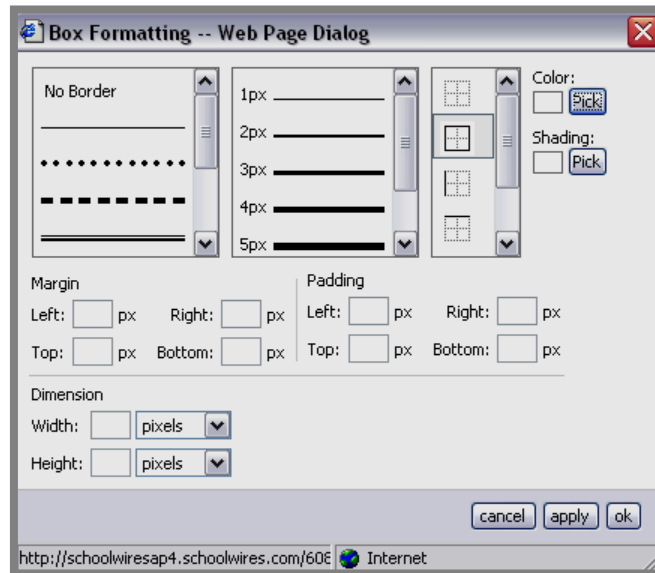 Box Formatting -- Web Page Dialog
No Border
1px
2px
3px
4px
5px
Color:
Pick
Shading:
Pick
Margin
Left: px Right: px
Top: px Bottom: px
Padding
Left: px Right: px
Top: px Bottom: px
Dimension
Width: pixels
Height: pixels
cancel apply ok
http://schoolwiresap4.schoolwires.com/608 Internet